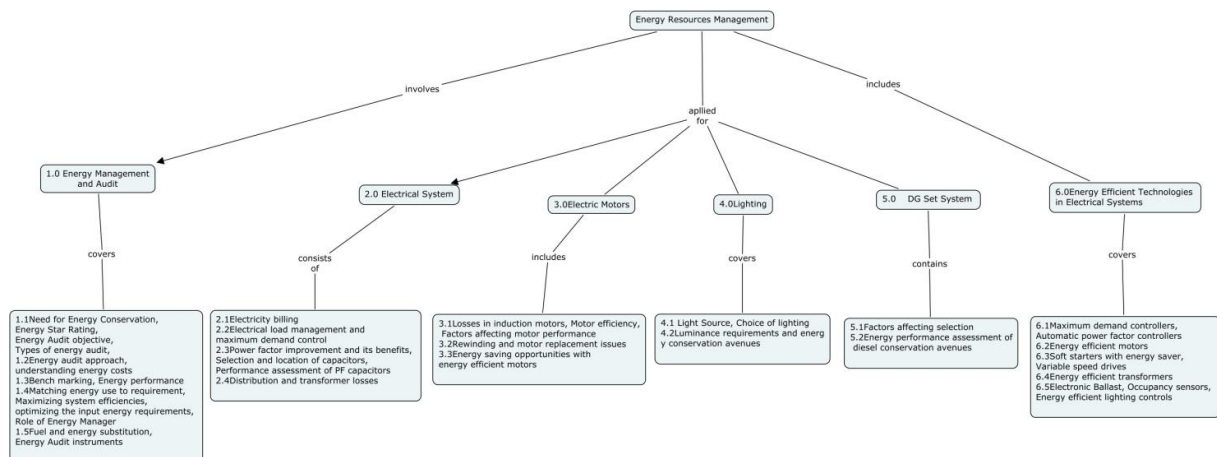 Energy Resources Management
involves
apllied
for
includes
1.0 Energy Management
and Audit
2.0 Electrical System
3.0Electric Motors
4.0Lighting
5.0 DG Set System
6.0Energy Efficient Technologies
in Electrical Systems
covers
consists
of
includes
covers
contains
covers
1.1Need for Energy Conservation,
Energy Star Rating,
Energy Audit objective,
Types of energy audit,
1.2Energy audit approach,
understanding energy costs
1.3Bench marking, Energy performance
1.4Matching energy use to requirement,
Maximizing system efficiencies,
optimizing the input energy requirements,
Role of Energy Manager
1.5Fuel and energy substitution,
Energy Audit instruments
2.1Electricity billing
2.2Electrical load management and
maximum demand control
2.3Power factor improvement and its benefits,
Selection and location of capacitors,
Performance assessment of PF capacitors
2.4Distribution and transformer losses
3.1Losses in induction motors, Motor efficiency,
Factors affecting motor performance
3.2Rewinding and motor replacement issues
3.3Energy saving opportunities with
energy efficient motors
4.1 Light Source, Choice of lighting
4.2Luminance requirements and energ
y conservation avenues
5.1Factors affecting selection
5.2Energy performance assessment of
diesel conservation avenues
6.1Maximum demand controllers,
Automatic power factor controllers
6.2Energy efficient motors
6.3Soft starters with energy saver,
Variable speed drives
6.4Energy efficient transformers
6.5Electronic Ballast, Occupancy sensors,
Energy efficient lighting controls